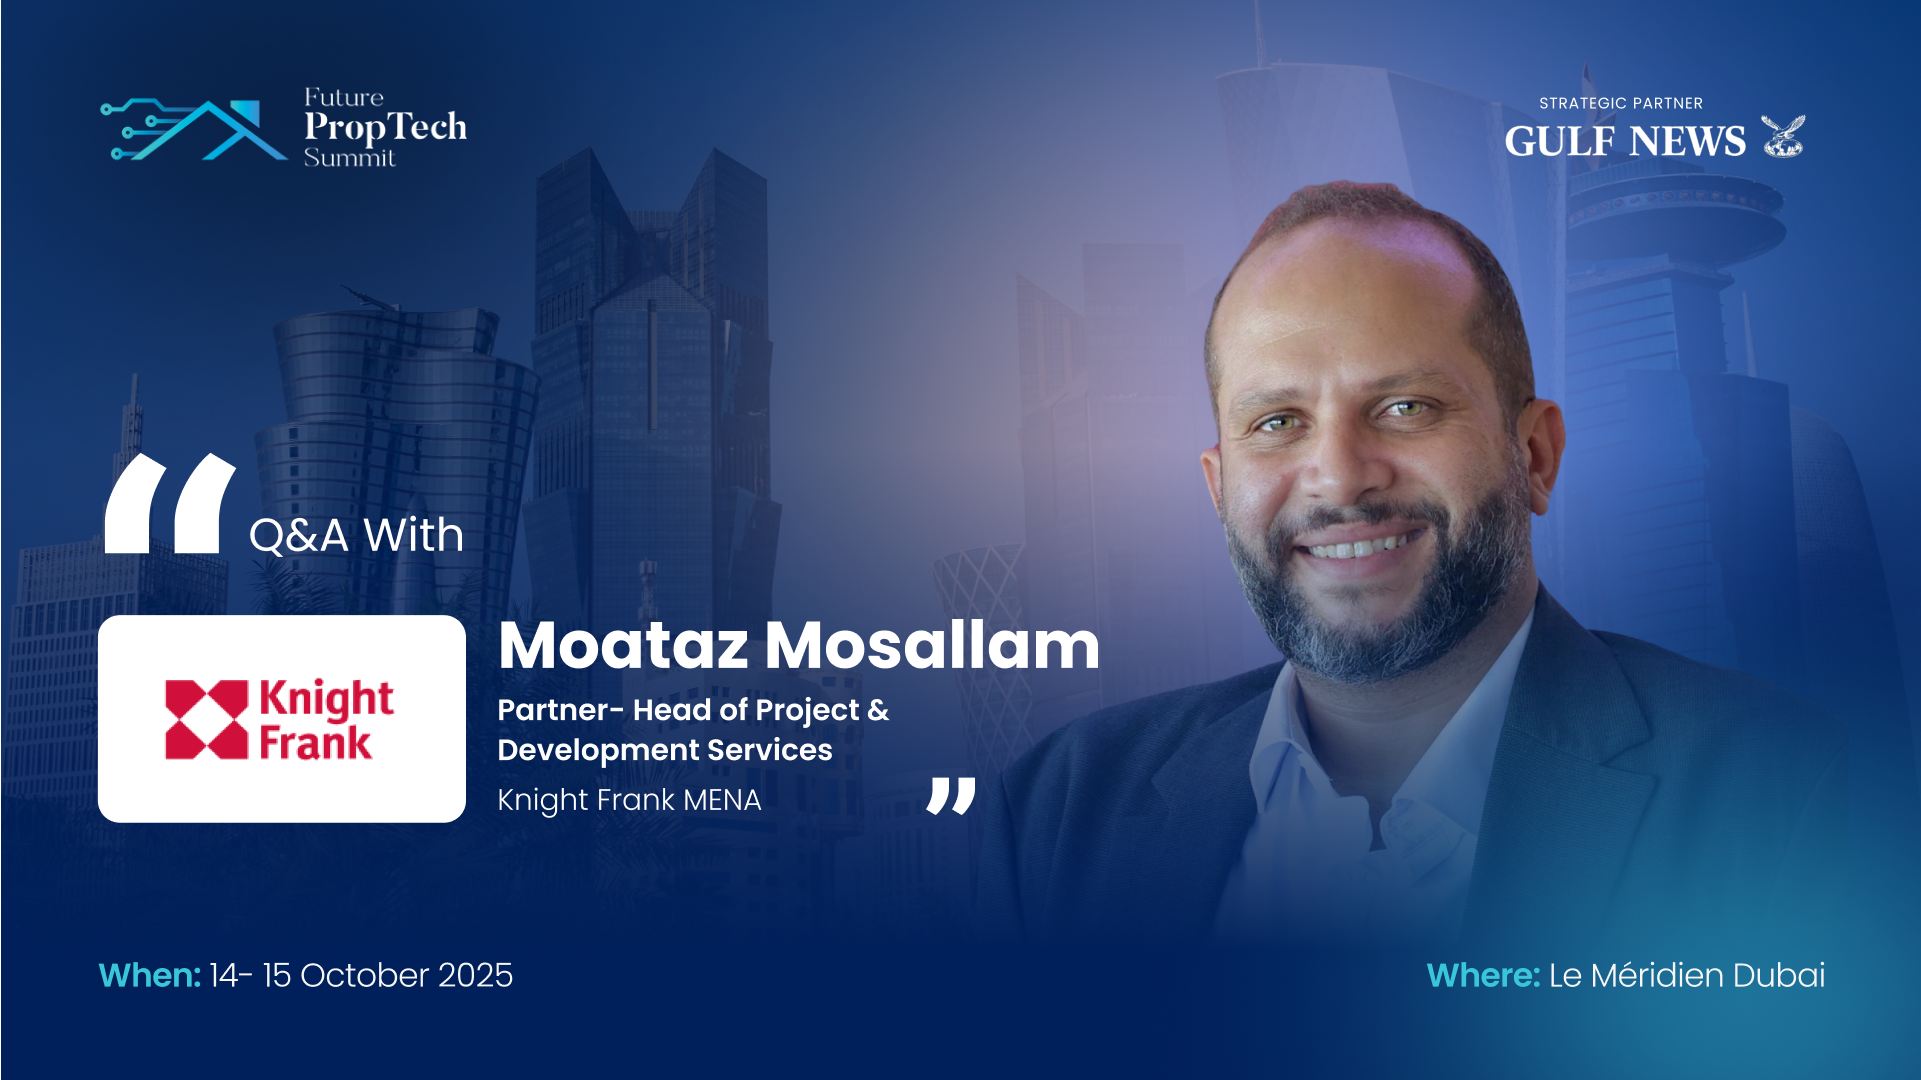 Future
PropTech
Summit
STRATEGIC PARTNER
GULF NEWS
“ Q&A With
Knight
Frank
Moataz Mosallam
Partner- Head of Project &
Development Services
Knight Frank MENA ”
When: 14- 15 October 2025
Where: Le Méridien Dubai